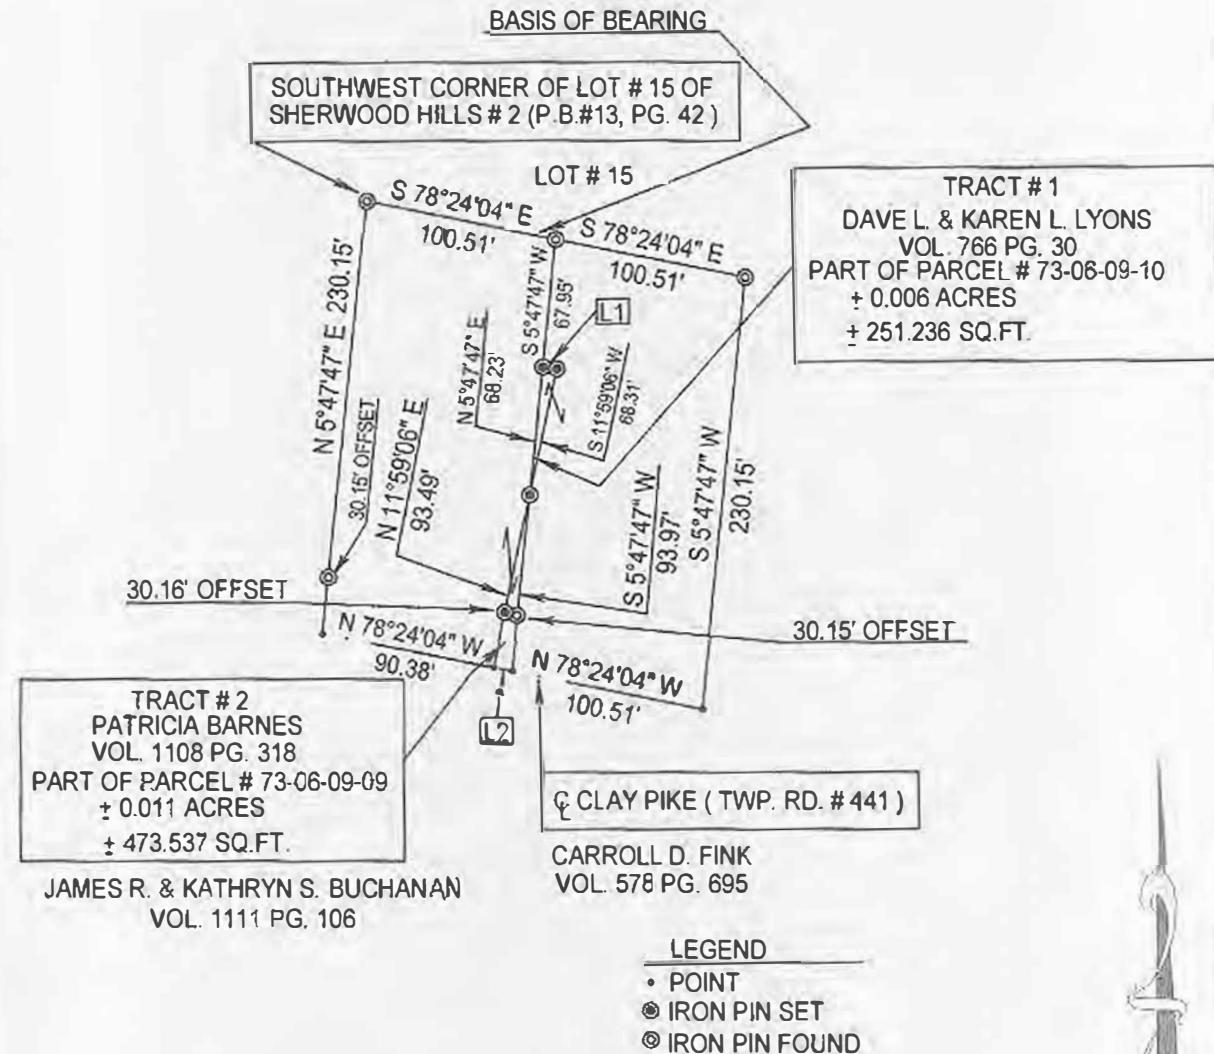 BASIS OF BEARING
SOUTHWEST CORNER OF LOT # 15 OF
SHERWOOD HILLS # 2 (P.B.#13, PG. 42 )
LOT # 15
S 78°24'04" E
100.51'
S 78°24'04" E
100.51'
TRACT # 1
DAVE L. & KAREN L. LYONS
VOL. 766 PG. 30
PART OF PARCEL # 73-06-09-10
± 0.006 ACRES
± 251.236 SQ.FT.
N 5°47'47" E 230.15'
S 5°47'47" W
67.95'
L1
N 5°47'47" E
68.23'
S 11°59'06" W
68.31'
30.15' OFFSET
N 11°59'06" E
93.49'
S 5°47'47" W
93.97'
S 5°47'47" W
230.15'
30.16' OFFSET
30.15' OFFSET
N 78°24'04" W
90.38'
N 78°24'04" W
100.51'
L2
TRACT # 2
PATRICIA BARNES
VOL. 1108 PG. 318
PART OF PARCEL # 73-06-09-09
± 0.011 ACRES
± 473.537 SQ.FT.
℄ CLAY PIKE ( TWP. RD. # 441 )
JAMES R. & KATHRYN S. BUCHANAN
VOL. 1111 PG. 106
CARROLL D. FINK
VOL. 578 PG. 695
LEGEND
• POINT
IRON PIN SET
IRON PIN FOUND